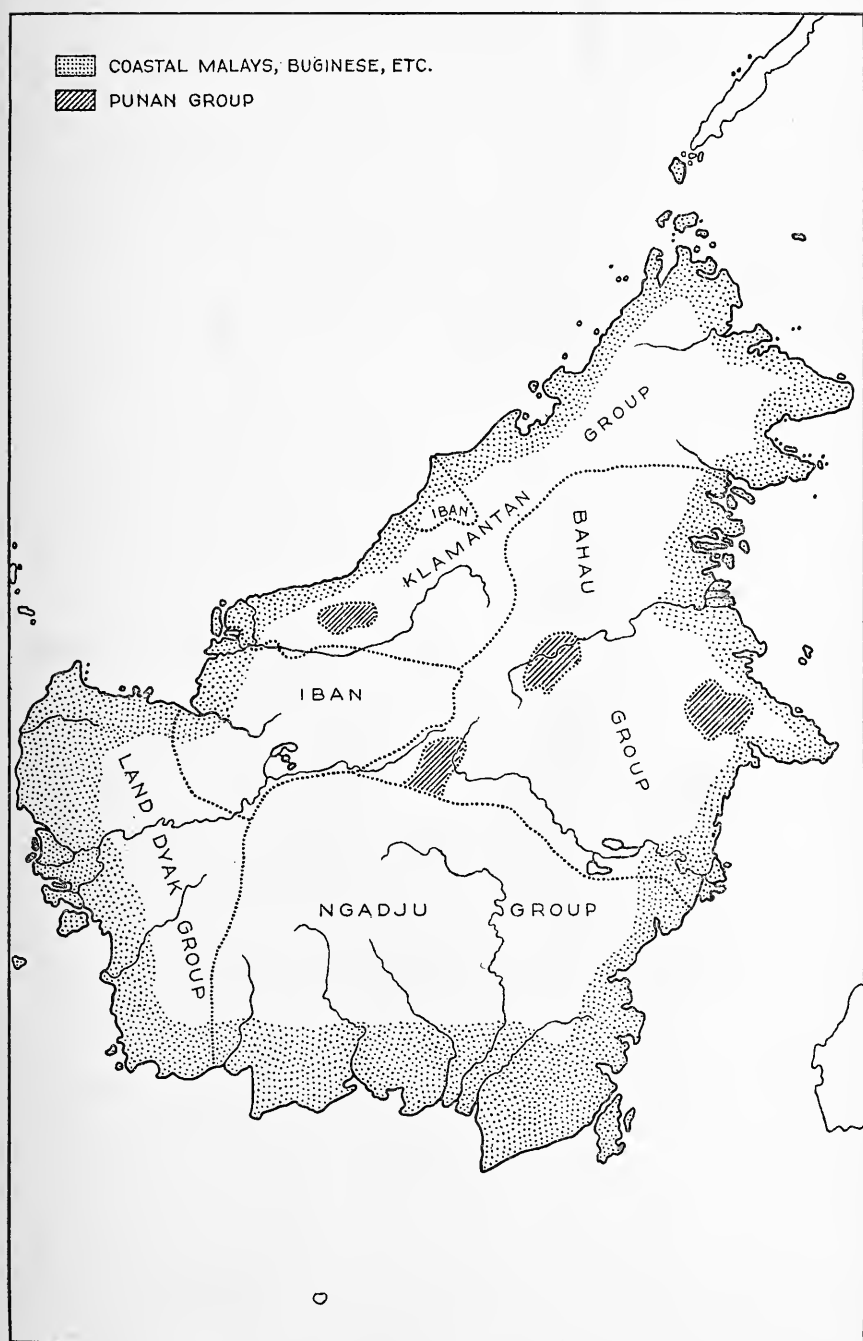 COASTAL MALAYS, BUGINESE, ETC.
PUNAN GROUP
GROUP
IBAN
KLAMANTAN
BAHAU
IBAN
GROUP
LAND
DYAK
GROUP
NGADJU GROUP